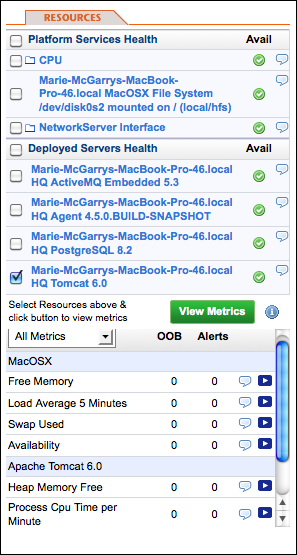 RESOURCES
Platform Services Health Avail
CPU
Marie-McGarrys-MacBook-
Pro-46.local MacOSX File System
/dev/disk0s2 mounted on / (local/hfs)
NetworkServer Interface
Deployed Servers Health Avail
Marie-McGarrys-MacBook-Pro-46.local
HQ ActiveMQ Embedded 5.3
Marie-McGarrys-MacBook-Pro-46.local
HQ Agent 4.5.0.BUILD-SNAPSHOT
Marie-McGarrys-MacBook-Pro-46.local
HQ PostgreSQL 8.2
Marie-McGarrys-MacBook-Pro-46.local
HQ Tomcat 6.0
Select Resources above &
click button to view metrics
View Metrics
All Metrics OOB Alerts
MacOSX
Free Memory 0 0
Load Average 5 Minutes 0 0
Swap Used 0 0
Availability 0 0
Apache Tomcat 6.0
Heap Memory Free 0 0
Process Cpu Time per
Minute 0 0